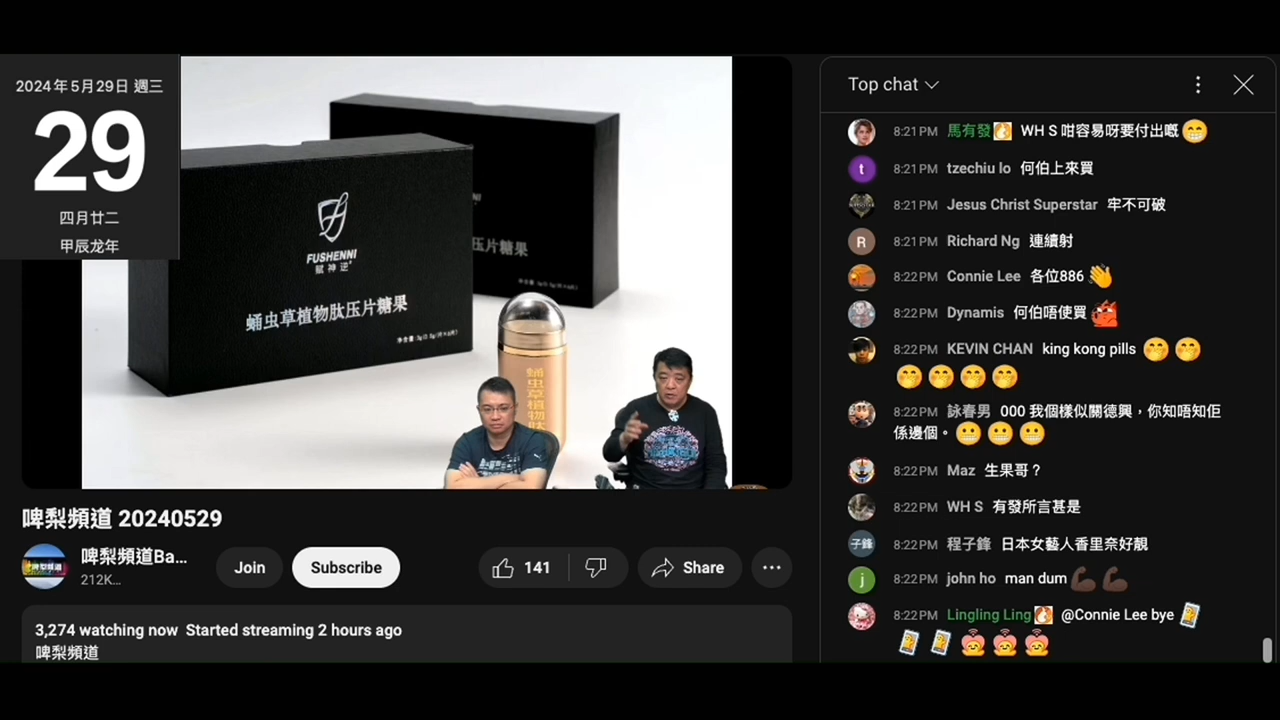 2024年5月29日 週三
29
四月廿二
甲辰龙年
FUSHENNI
赋神逆
蛹虫草植物肽压片糖果
压片糖果
蛹虫草植物肽
啤梨頻道 20240529
啤梨頻道Ba...
212K...
Join
Subscribe
141
Share
3,274 watching now Started streaming 2 hours ago
啤梨頻道
Top chat
8:21 PM 馬有發 WH S 咁容易呀要付出嘅😁
t
8:21 PM tzechiu lo 何伯上來買
8:21 PM Jesus Christ Superstar 牢不可破
R
8:21 PM Richard Ng 連續射
8:22 PM Connie Lee 各位886 👋
8:22 PM Dynamis 何伯唔使買
8:22 PM KEVIN CHAN king kong pills 🤭🤭
🤭🤭🤭🤭
8:22 PM 詠春男 000 我個樣似關德興，你知唔知佢
係邊個。😬😬😬
8:22 PM Maz 生果哥？
8:22 PM WH S 有發所言甚是
子鋒
8:22 PM 程子鋒 日本女藝人香里奈好靚
j
8:22 PM john ho man dum 💪🏿💪🏿
8:22 PM Lingling Ling @Connie Lee bye